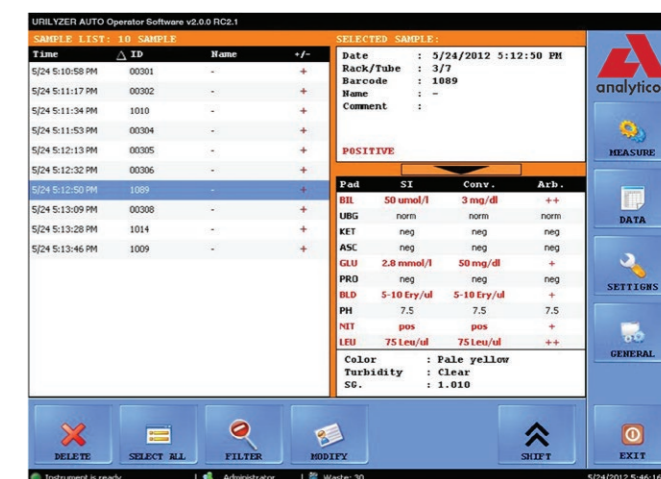 URILYZER AUTO Operator Software v2.0.0 RC2.1
SAMPLE LIST: 10 SAMPLE
Time △ ID Name +/-
5/24 5:10:58 PM 00301 - +
5/24 5:11:17 PM 00302 - +
5/24 5:11:34 PM 1010 - +
5/24 5:11:53 PM 00304 - +
5/24 5:12:13 PM 00305 - +
5/24 5:12:32 PM 00306 - +
5/24 5:12:50 PM 1089 - +
5/24 5:13:09 PM 00308 - +
5/24 5:13:28 PM 1014 - +
5/24 5:13:46 PM 1009 - +
SELECTED SAMPLE:
Date : 5/24/2012 5:12:50 PM
Rack/Tube : 3/7
Barcode : 1089
Name : -
Comment :
POSITIVE
Pad SI Conv. Arb.
BIL 50 umol/l 3 mg/dl ++
UBG norm norm norm
KET neg neg neg
ASC neg neg neg
GLU 2.8 mmol/l 50 mg/dl +
PRO neg neg neg
BLD 5-10 Ery/ul 5-10 Ery/ul +
PH 7.5 7.5 7.5
NIT pos pos +
LEU 75 Leu/ul 75 Leu/ul ++
Color : Pale yellow
Turbidity : Clear
SG. : 1.010
analytico
MEASURE
DATA
SETTIGNS
GENERAL
EXIT
DELETE
SELECT ALL
FILTER
MODIFY
SHIFT
Instrument is ready
Administrator
Waste: 30
5/24/2012 5:46:16